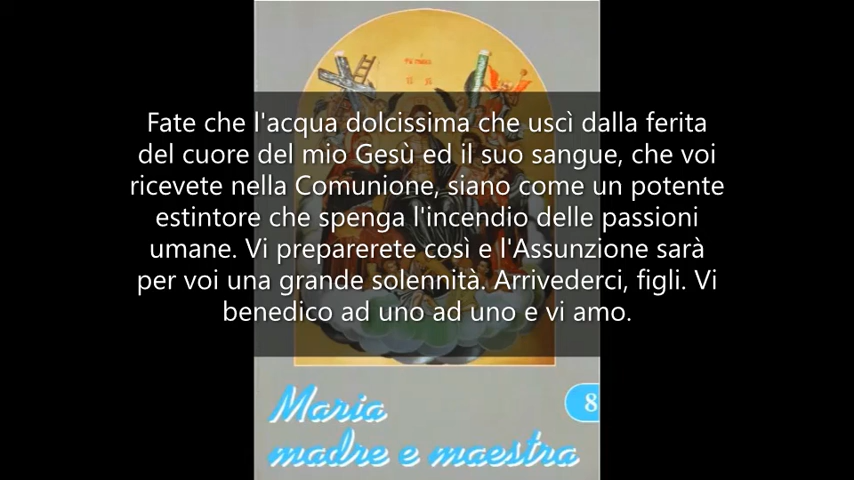 Fate che l'acqua dolcissima che uscì dalla ferita
del cuore del mio Gesù ed il suo sangue, che voi
ricevete nella Comunione, siano come un potente
estintore che spenga l'incendio delle passioni
umane. Vi preparerete così e l'Assunzione sarà
per voi una grande solennità. Arrivederci, figli. Vi
benedico ad uno ad uno e vi amo.
Maria
madre e maestra
8